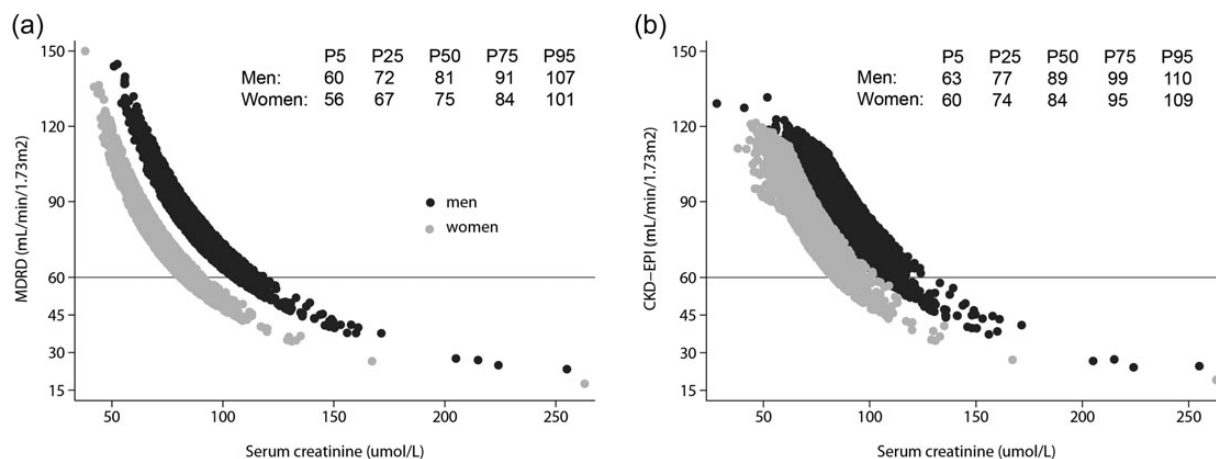 (a)
P5 P25 P50 P75 P95
Men: 60 72 81 91 107
Women: 56 67 75 84 101
men
women
MDRD (mL/min/1.73m2)
150
120
90
60
45
30
15
50 100 150 200 250
Serum creatinine (umol/L)
(b)
P5 P25 P50 P75 P95
Men: 63 77 89 99 110
Women: 60 74 84 95 109
CKD−EPI (mL/min/1.73m2)
150
120
90
60
45
30
15
50 100 150 200 250
Serum creatinine (umol/L)